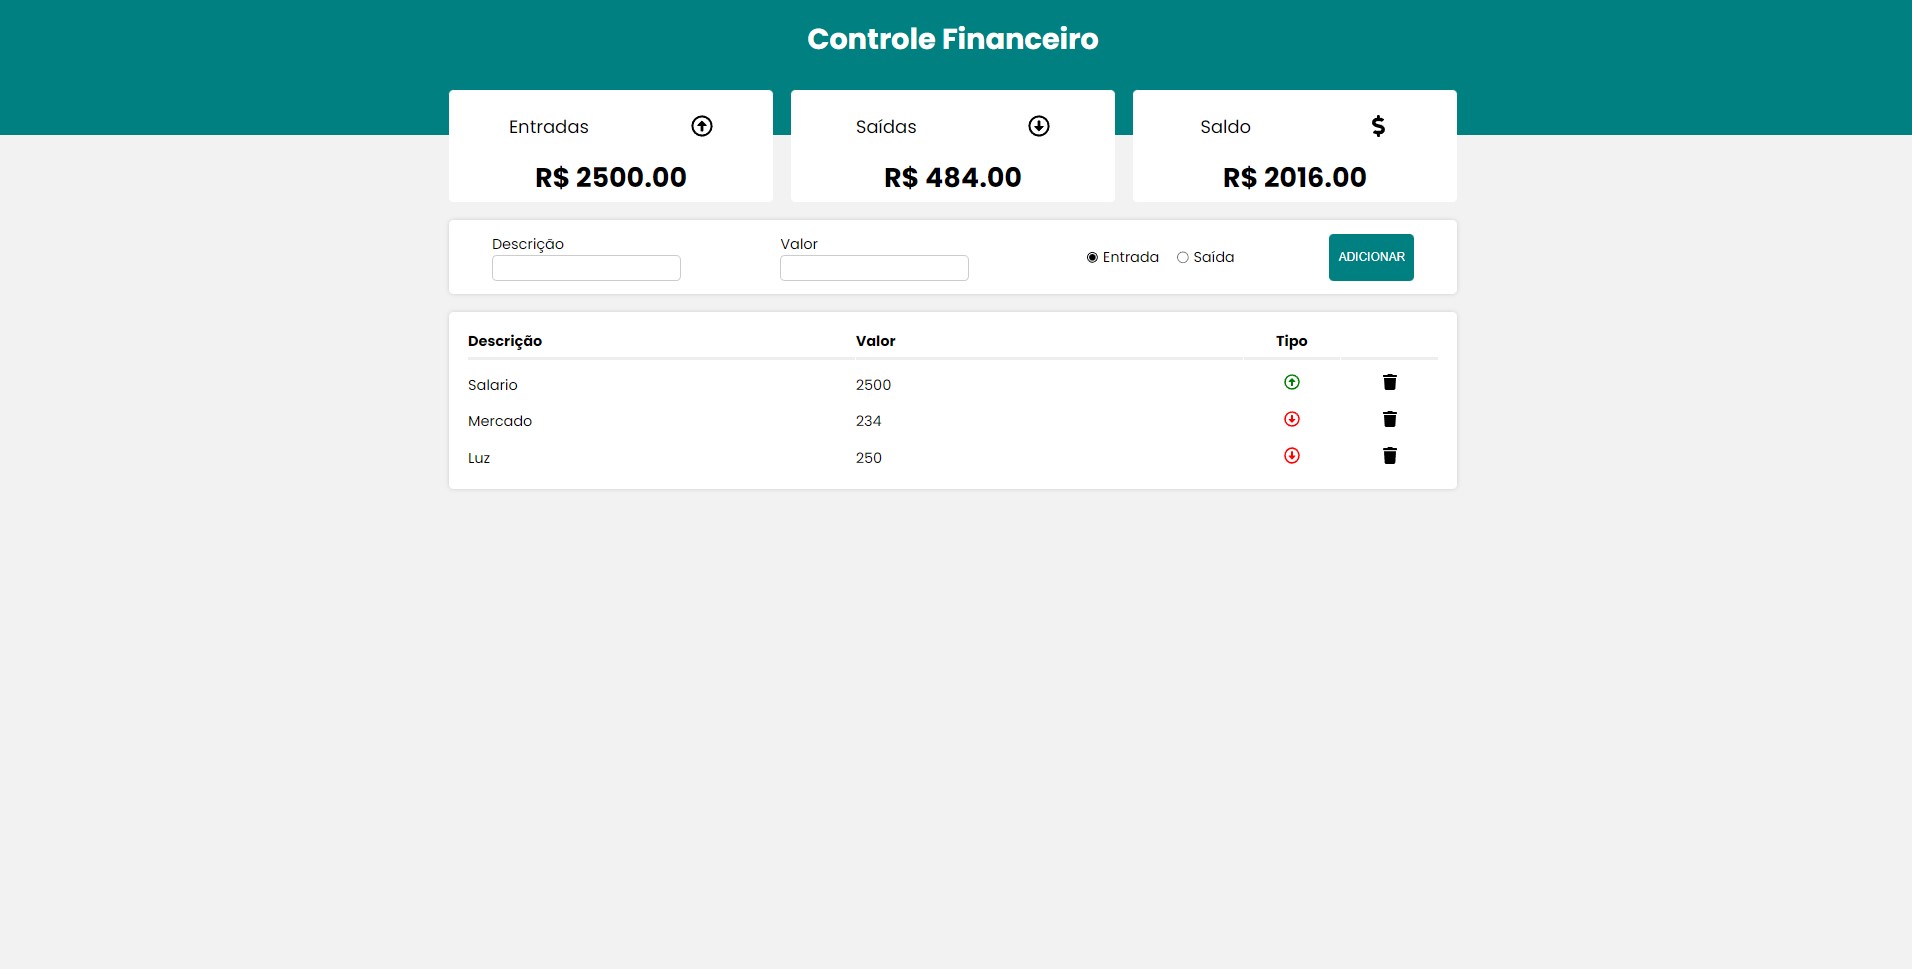 Controle Financeiro
Entradas
R$ 2500.00
Saídas
R$ 484.00
Saldo
R$ 2016.00
Descrição
Valor
Entrada Saída
ADICIONAR
Descrição Valor Tipo
Salario 2500
Mercado 234
Luz 250